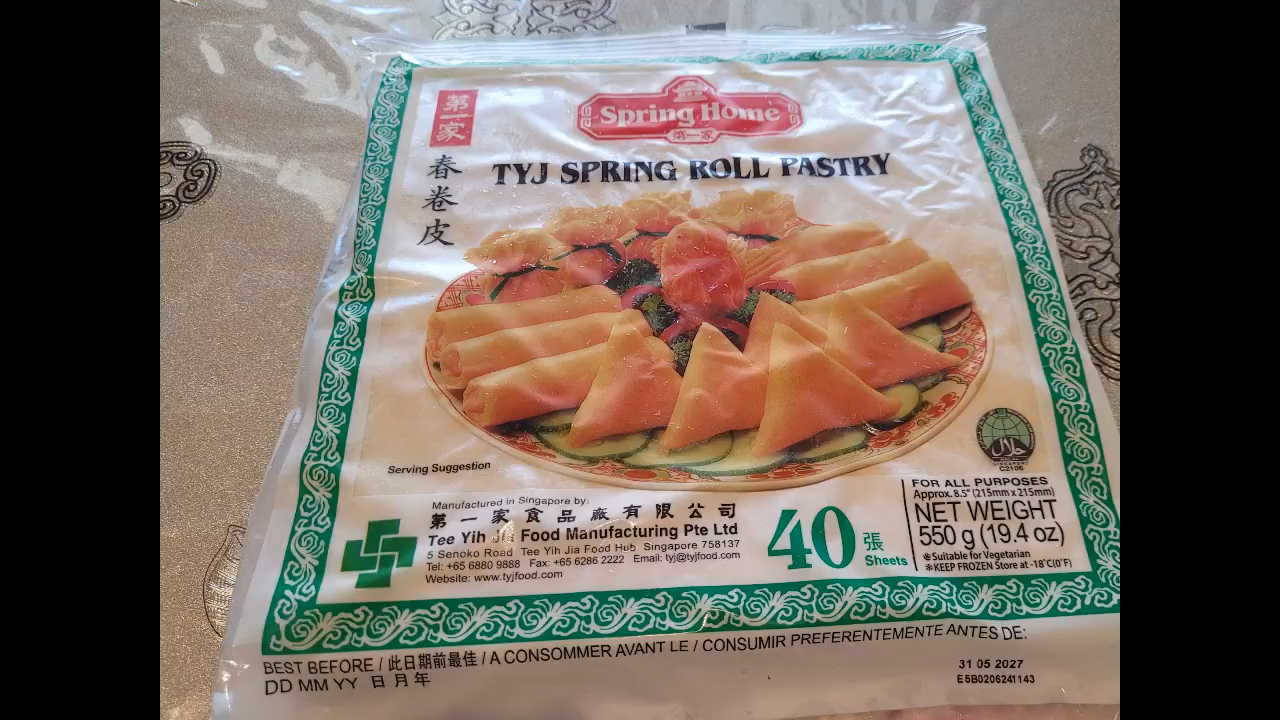 第一家
春卷皮
Spring Home
第一家
TYJ SPRING ROLL PASTRY
Serving Suggestion
HALAL
SINGAPORE
C2106
Manufactured in Singapore by:
第一家食品廠有限公司
Tee Yih Jia Food Manufacturing Pte Ltd
5 Senoko Road Tee Yih Jia Food Hub Singapore 758137
Tel: +65 6880 9888 Fax: +65 6286 2222 Email: tyj@tyjfood.com
Website: www.tyjfood.com
40 張 Sheets
FOR ALL PURPOSES
Approx. 8.5" (215mm x 215mm)
NET WEIGHT
550 g (19.4 oz)
※Suitable for Vegetarian
※KEEP FROZEN Store at -18°C(0°F)
BEST BEFORE / 此日期前最佳 / A CONSOMMER AVANT LE / CONSUMIR PREFERENTEMENTE ANTES DE:
DD MM YY 日月年
31 05 2027
E5B0206241143